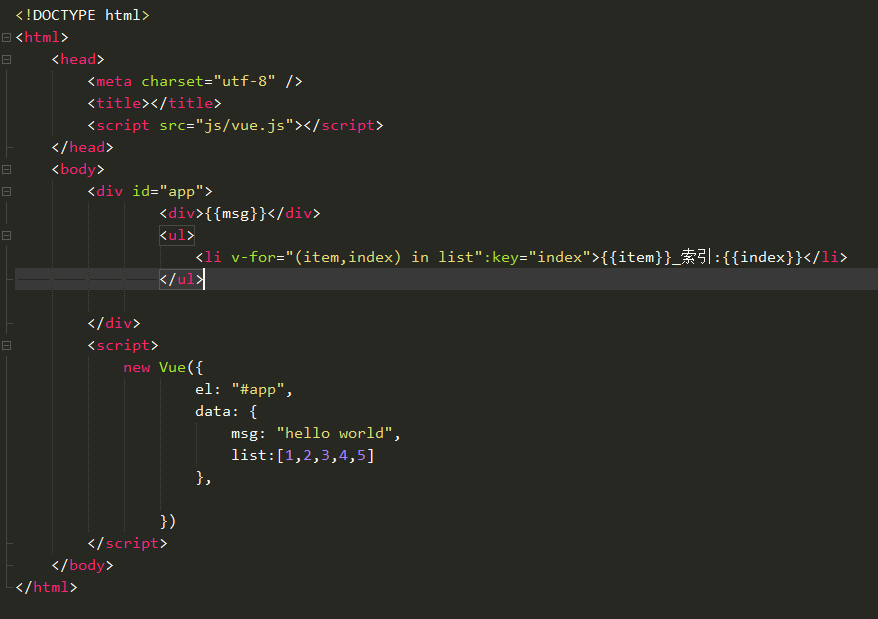 <!DOCTYPE html>
<html>
<head>
<meta charset="utf-8" />
<title></title>
<script src="js/vue.js"></script>
</head>
<body>
<div id="app">
<div>{{msg}}</div>
<ul>
<li v-for="(item,index) in list":key="index">{{item}}_索引:{{index}}</li>
</ul>
</div>
<script>
new Vue({
el: "#app",
data: {
msg: "hello world",
list:[1,2,3,4,5]
},
})
</script>
</body>
</html>